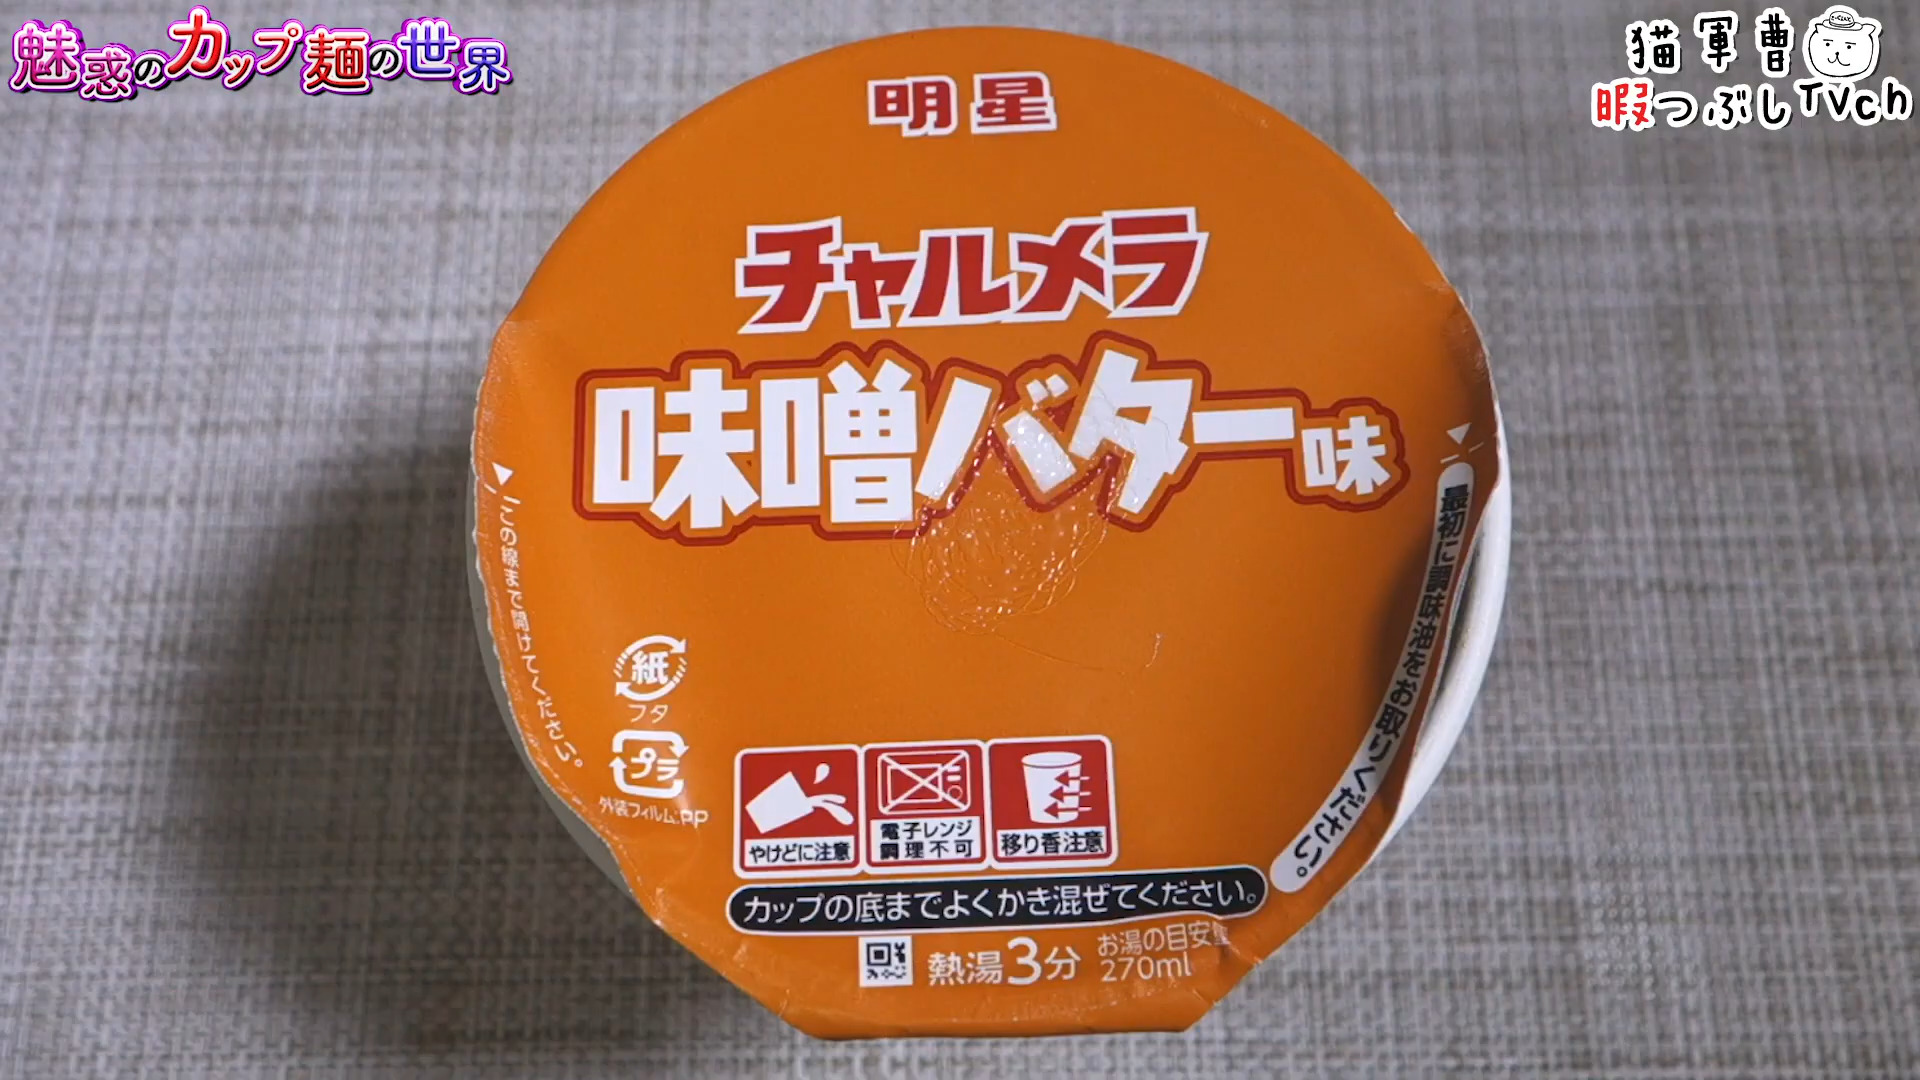 魅惑のカップ麺の世界
猫軍曹
暇つぶしTVch
明星
チャルメラ
味噌バター味
この線まで開けてください。
最初に調味油をお取りください。
紙
フタ
プラ
外装フィルム:PP
やけどに注意
電子レンジ
調理不可
移り香注意
カップの底までよくかき混ぜてください。
熱湯3分
お湯の目安量
270ml